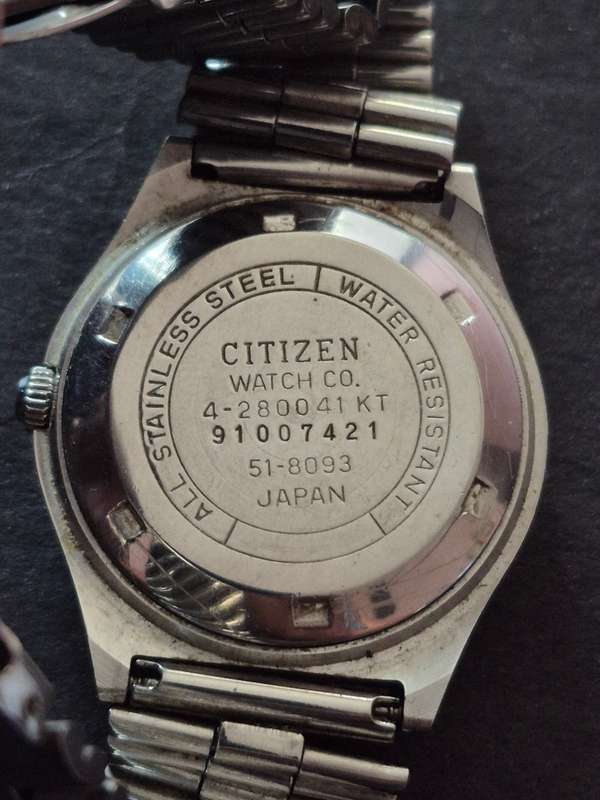 ALL STAINLESS STEEL | WATER RESISTANT
CITIZEN
WATCH CO.
4-280041 KT
91007421
51-8093
JAPAN